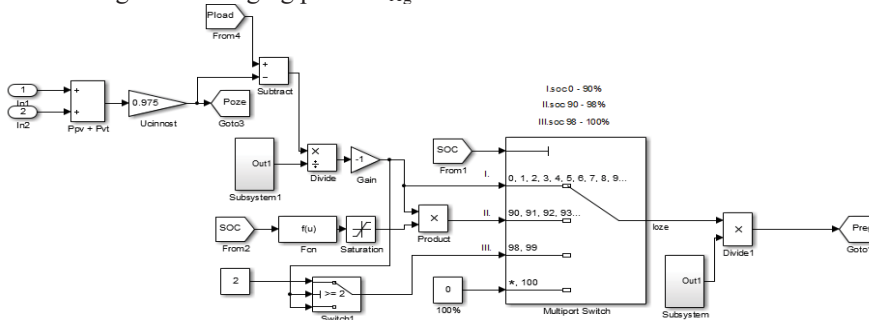 Pload
From4
+
−
Subtract
1
In1
2
In2
+
+
Ppv + Pvt
0.975
Ucinnost
Poze
Goto3
I.soc 0 - 90%
II.soc 90 - 98%
III.soc 98 - 100%
Out1
Subsystem1
×
÷
Divide
-1
Gain
SOC
From1
I.
0, 1, 2, 3, 4, 5, 6, 7, 8, 9...
SOC
From2
f(u)
Fcn
Saturation
×
Product
II.
90, 91, 92, 93...
Ioze
×
Divide1
Goto
III.
98, 99
2
>= 2
Switch1
0
100%
*, 100
Multiport Switch
Out1
Subsystem